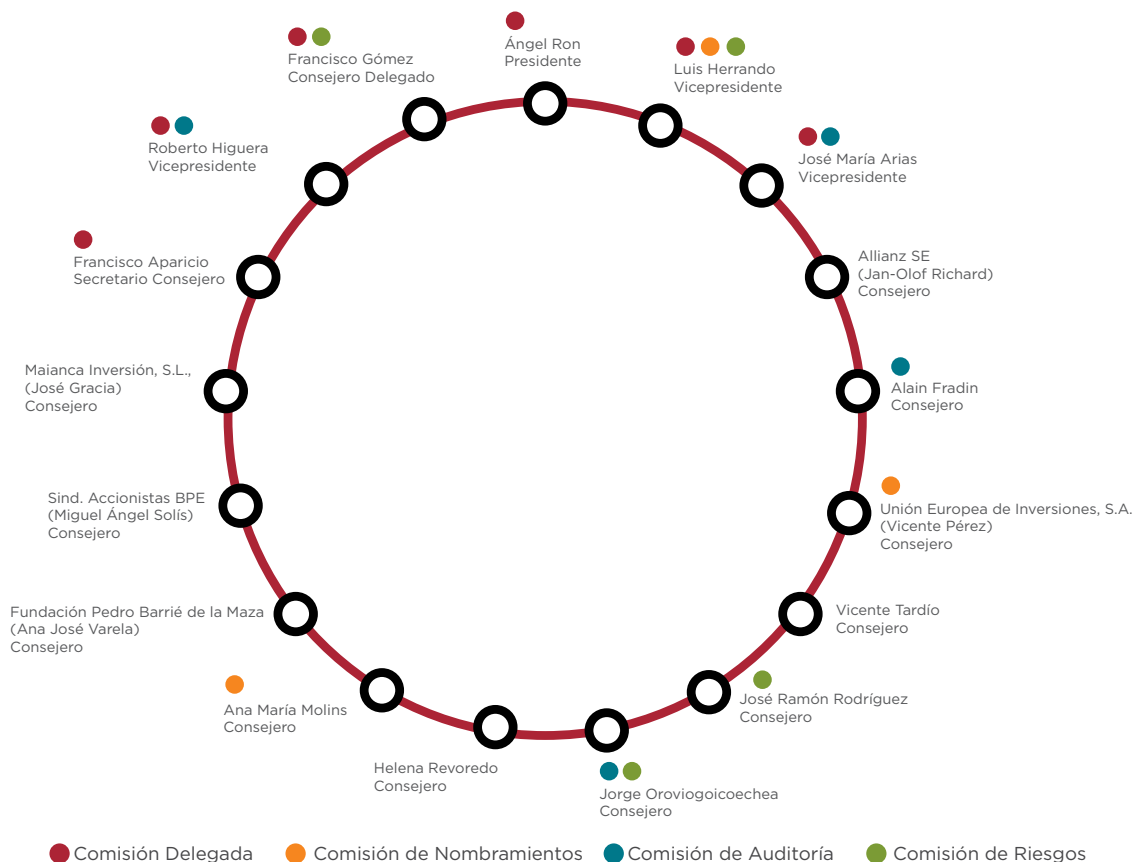 Ángel Ron
Presidente
Francisco Gómez
Consejero Delegado
Luis Herrando
Vicepresidente
Roberto Higuera
Vicepresidente
José María Arias
Vicepresidente
Francisco Aparicio
Secretario Consejero
Allianz SE
(Jan-Olof Richard)
Consejero
Maianca Inversión, S.L.,
(José Gracia)
Consejero
Alain Fradin
Consejero
Sind. Accionistas BPE
(Miguel Ángel Solís)
Consejero
Unión Europea de Inversiones, S.A.
(Vicente Pérez)
Consejero
Fundación Pedro Barrié de la Maza
(Ana José Varela)
Consejero
Vicente Tardío
Consejero
Ana María Molins
Consejero
José Ramón Rodríguez
Consejero
Helena Revoredo
Consejero
Jorge Oroviogoicoechea
Consejero
Comisión Delegada
Comisión de Nombramientos
Comisión de Auditoría
Comisión de Riesgos